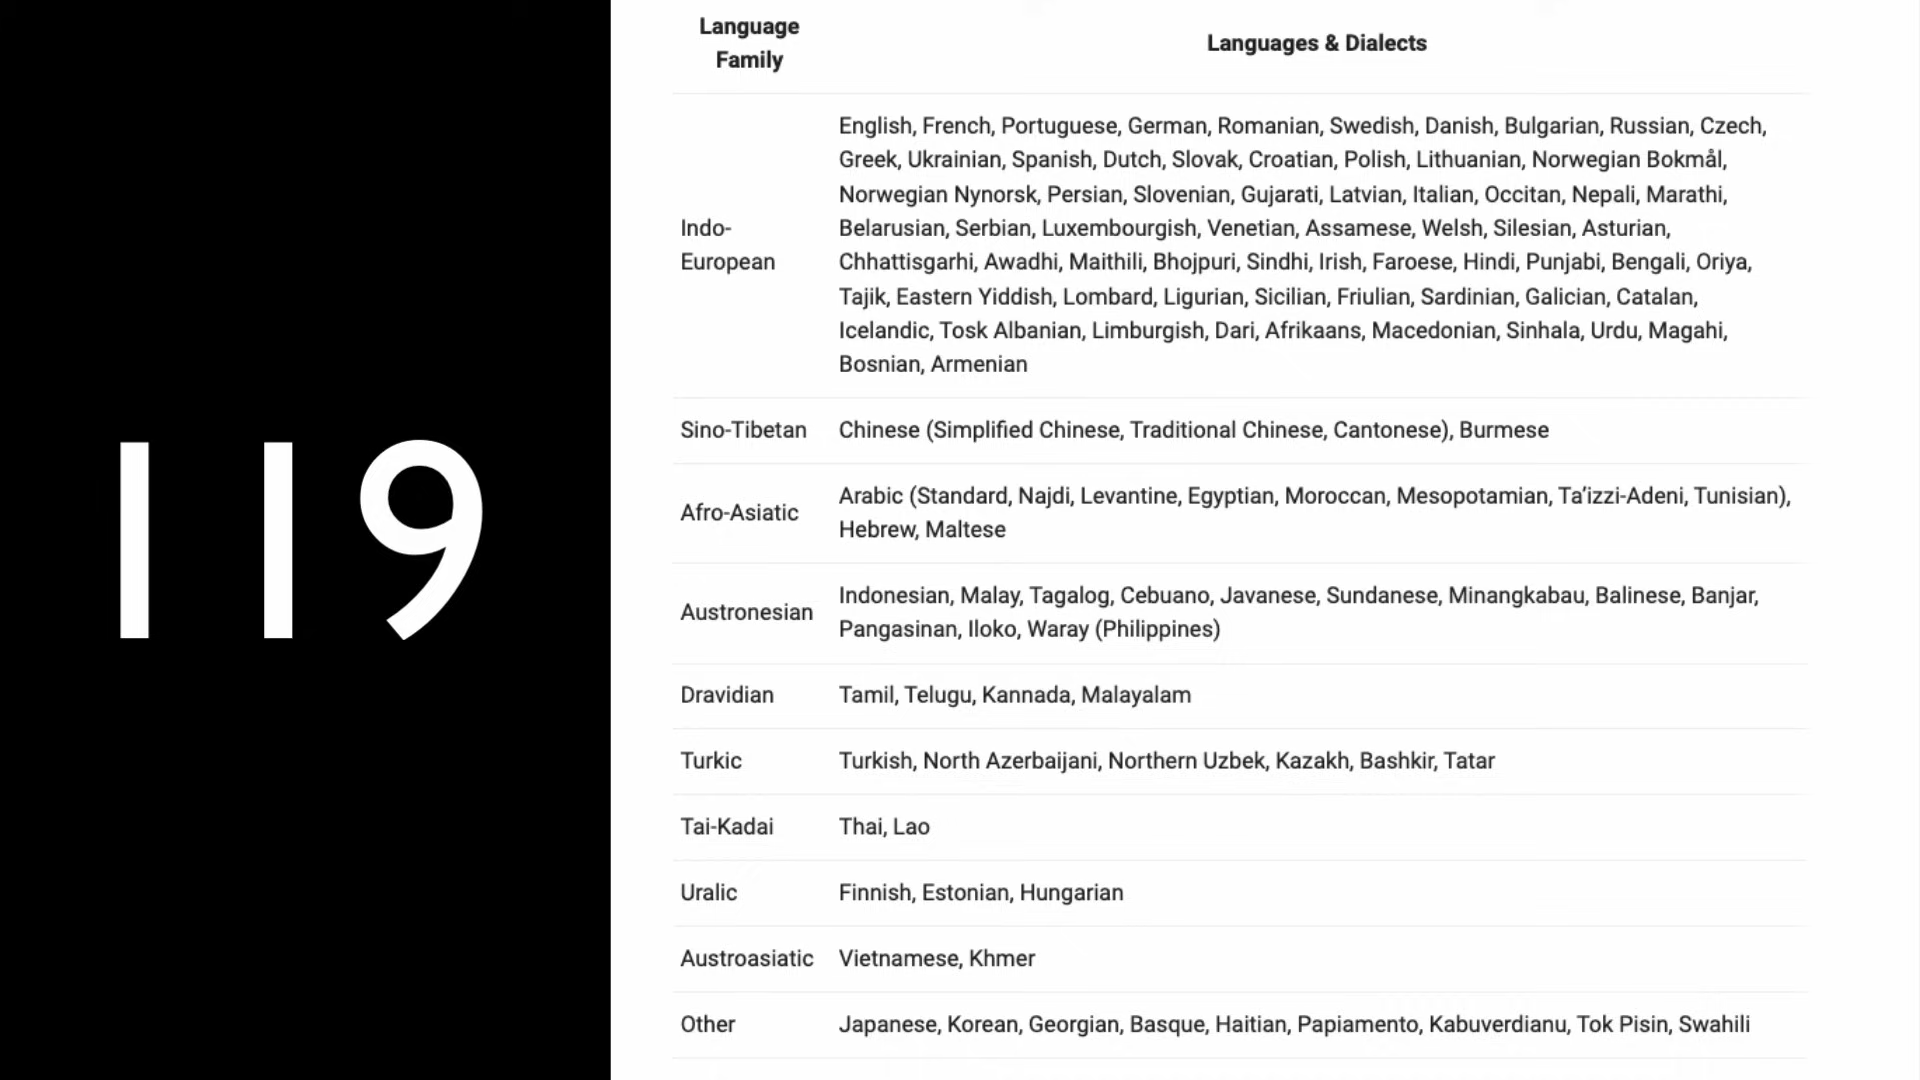 119
Language
Family
Languages & Dialects
Indo-
European
English, French, Portuguese, German, Romanian, Swedish, Danish, Bulgarian, Russian, Czech,
Greek, Ukrainian, Spanish, Dutch, Slovak, Croatian, Polish, Lithuanian, Norwegian Bokmål,
Norwegian Nynorsk, Persian, Slovenian, Gujarati, Latvian, Italian, Occitan, Nepali, Marathi,
Belarusian, Serbian, Luxembourgish, Venetian, Assamese, Welsh, Silesian, Asturian,
Chhattisgarhi, Awadhi, Maithili, Bhojpuri, Sindhi, Irish, Faroese, Hindi, Punjabi, Bengali, Oriya,
Tajik, Eastern Yiddish, Lombard, Ligurian, Sicilian, Friulian, Sardinian, Galician, Catalan,
Icelandic, Tosk Albanian, Limburgish, Dari, Afrikaans, Macedonian, Sinhala, Urdu, Magahi,
Bosnian, Armenian
Sino-Tibetan
Chinese (Simplified Chinese, Traditional Chinese, Cantonese), Burmese
Afro-Asiatic
Arabic (Standard, Najdi, Levantine, Egyptian, Moroccan, Mesopotamian, Ta’izzi-Adeni, Tunisian),
Hebrew, Maltese
Austronesian
Indonesian, Malay, Tagalog, Cebuano, Javanese, Sundanese, Minangkabau, Balinese, Banjar,
Pangasinan, Iloko, Waray (Philippines)
Dravidian
Tamil, Telugu, Kannada, Malayalam
Turkic
Turkish, North Azerbaijani, Northern Uzbek, Kazakh, Bashkir, Tatar
Tai-Kadai
Thai, Lao
Uralic
Finnish, Estonian, Hungarian
Austroasiatic
Vietnamese, Khmer
Other
Japanese, Korean, Georgian, Basque, Haitian, Papiamento, Kabuverdianu, Tok Pisin, Swahili